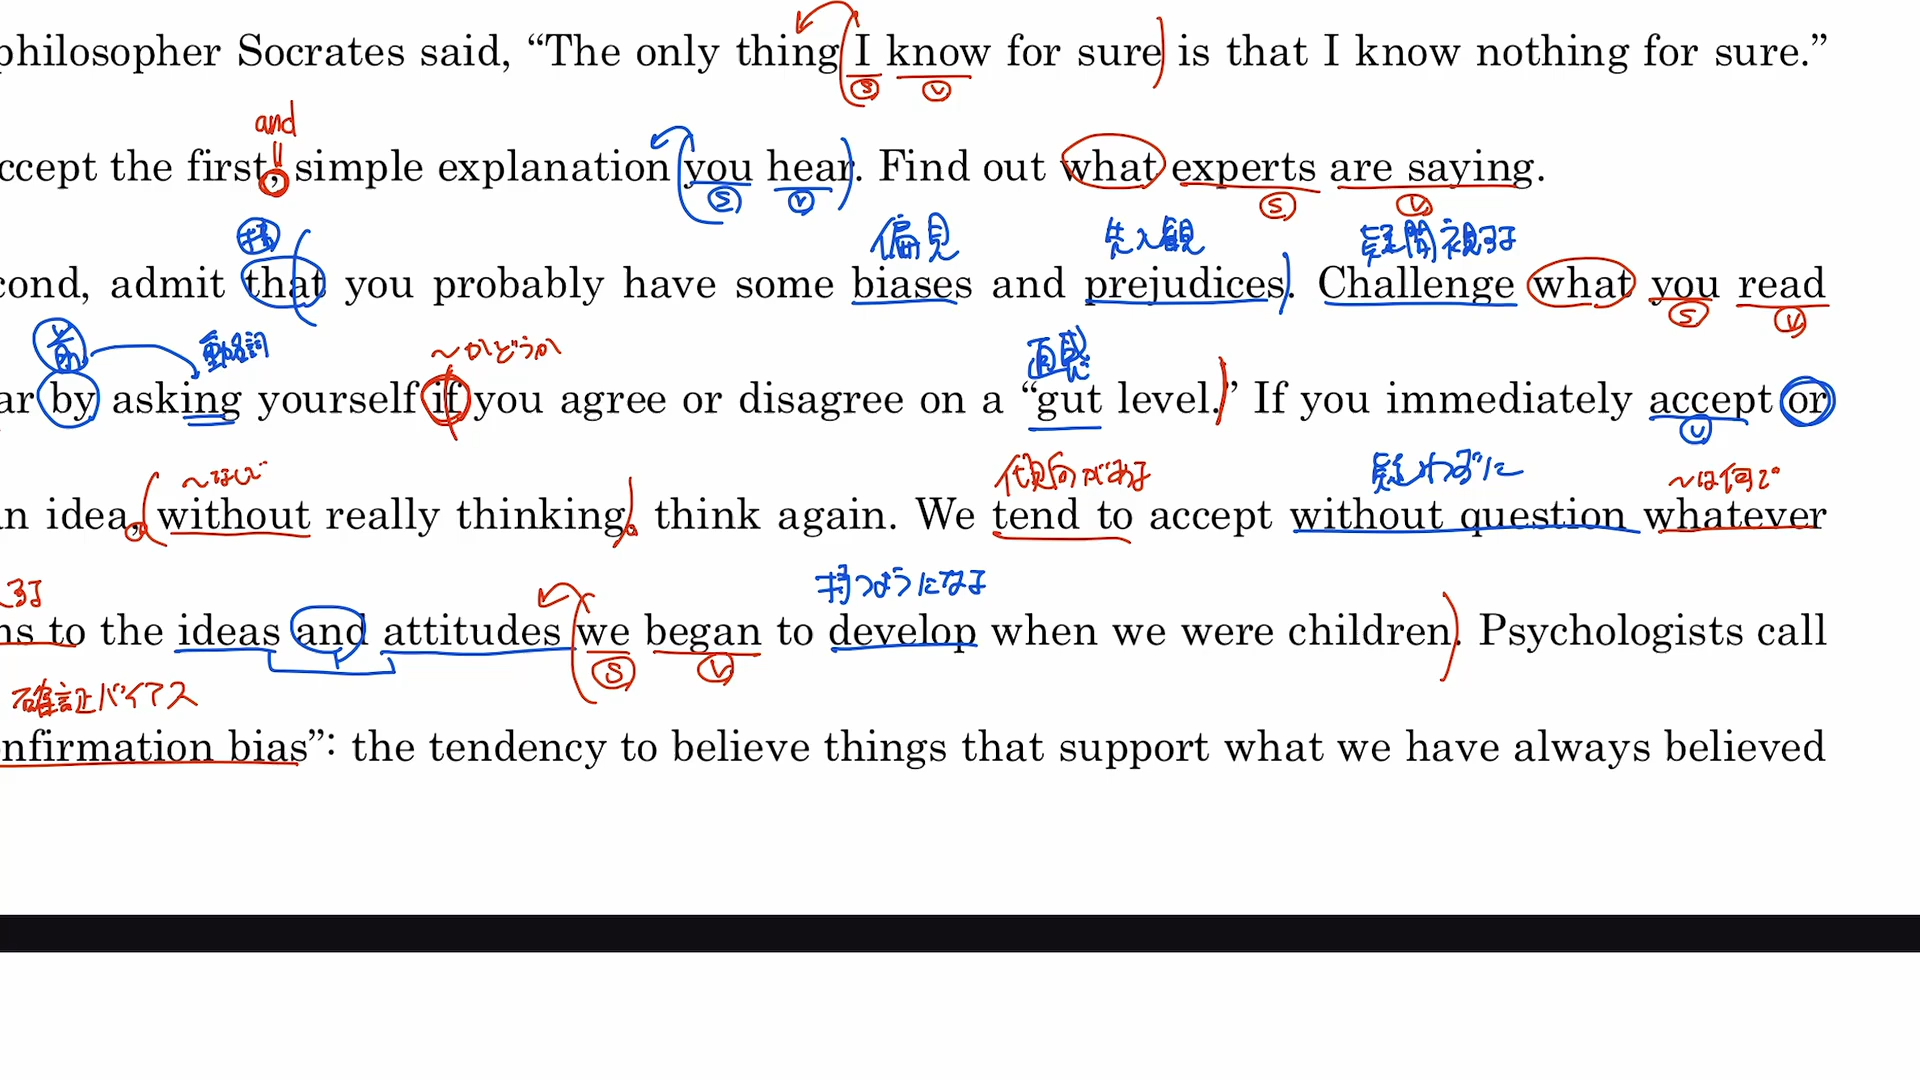 philosopher Socrates said, “The only thing I know for sure is that I know nothing for sure.”
S V
and
ccept the first, simple explanation you hear. Find out what experts are saying.
S V S V
接 偏見 先入観 疑問視する
cond, admit that you probably have some biases and prejudices. Challenge what you read
S V
前 動名詞 〜かどうか 直感
ar by asking yourself if you agree or disagree on a “gut level.” If you immediately accept or
V
〜ないで 傾向がある 疑わずに 〜は何で
an idea, without really thinking, think again. We tend to accept without question whatever
する 持つようになる
ns to the ideas and attitudes we began to develop when we were children. Psychologists call
S V
確証バイアス
nfirmation bias”: the tendency to believe things that support what we have always believed